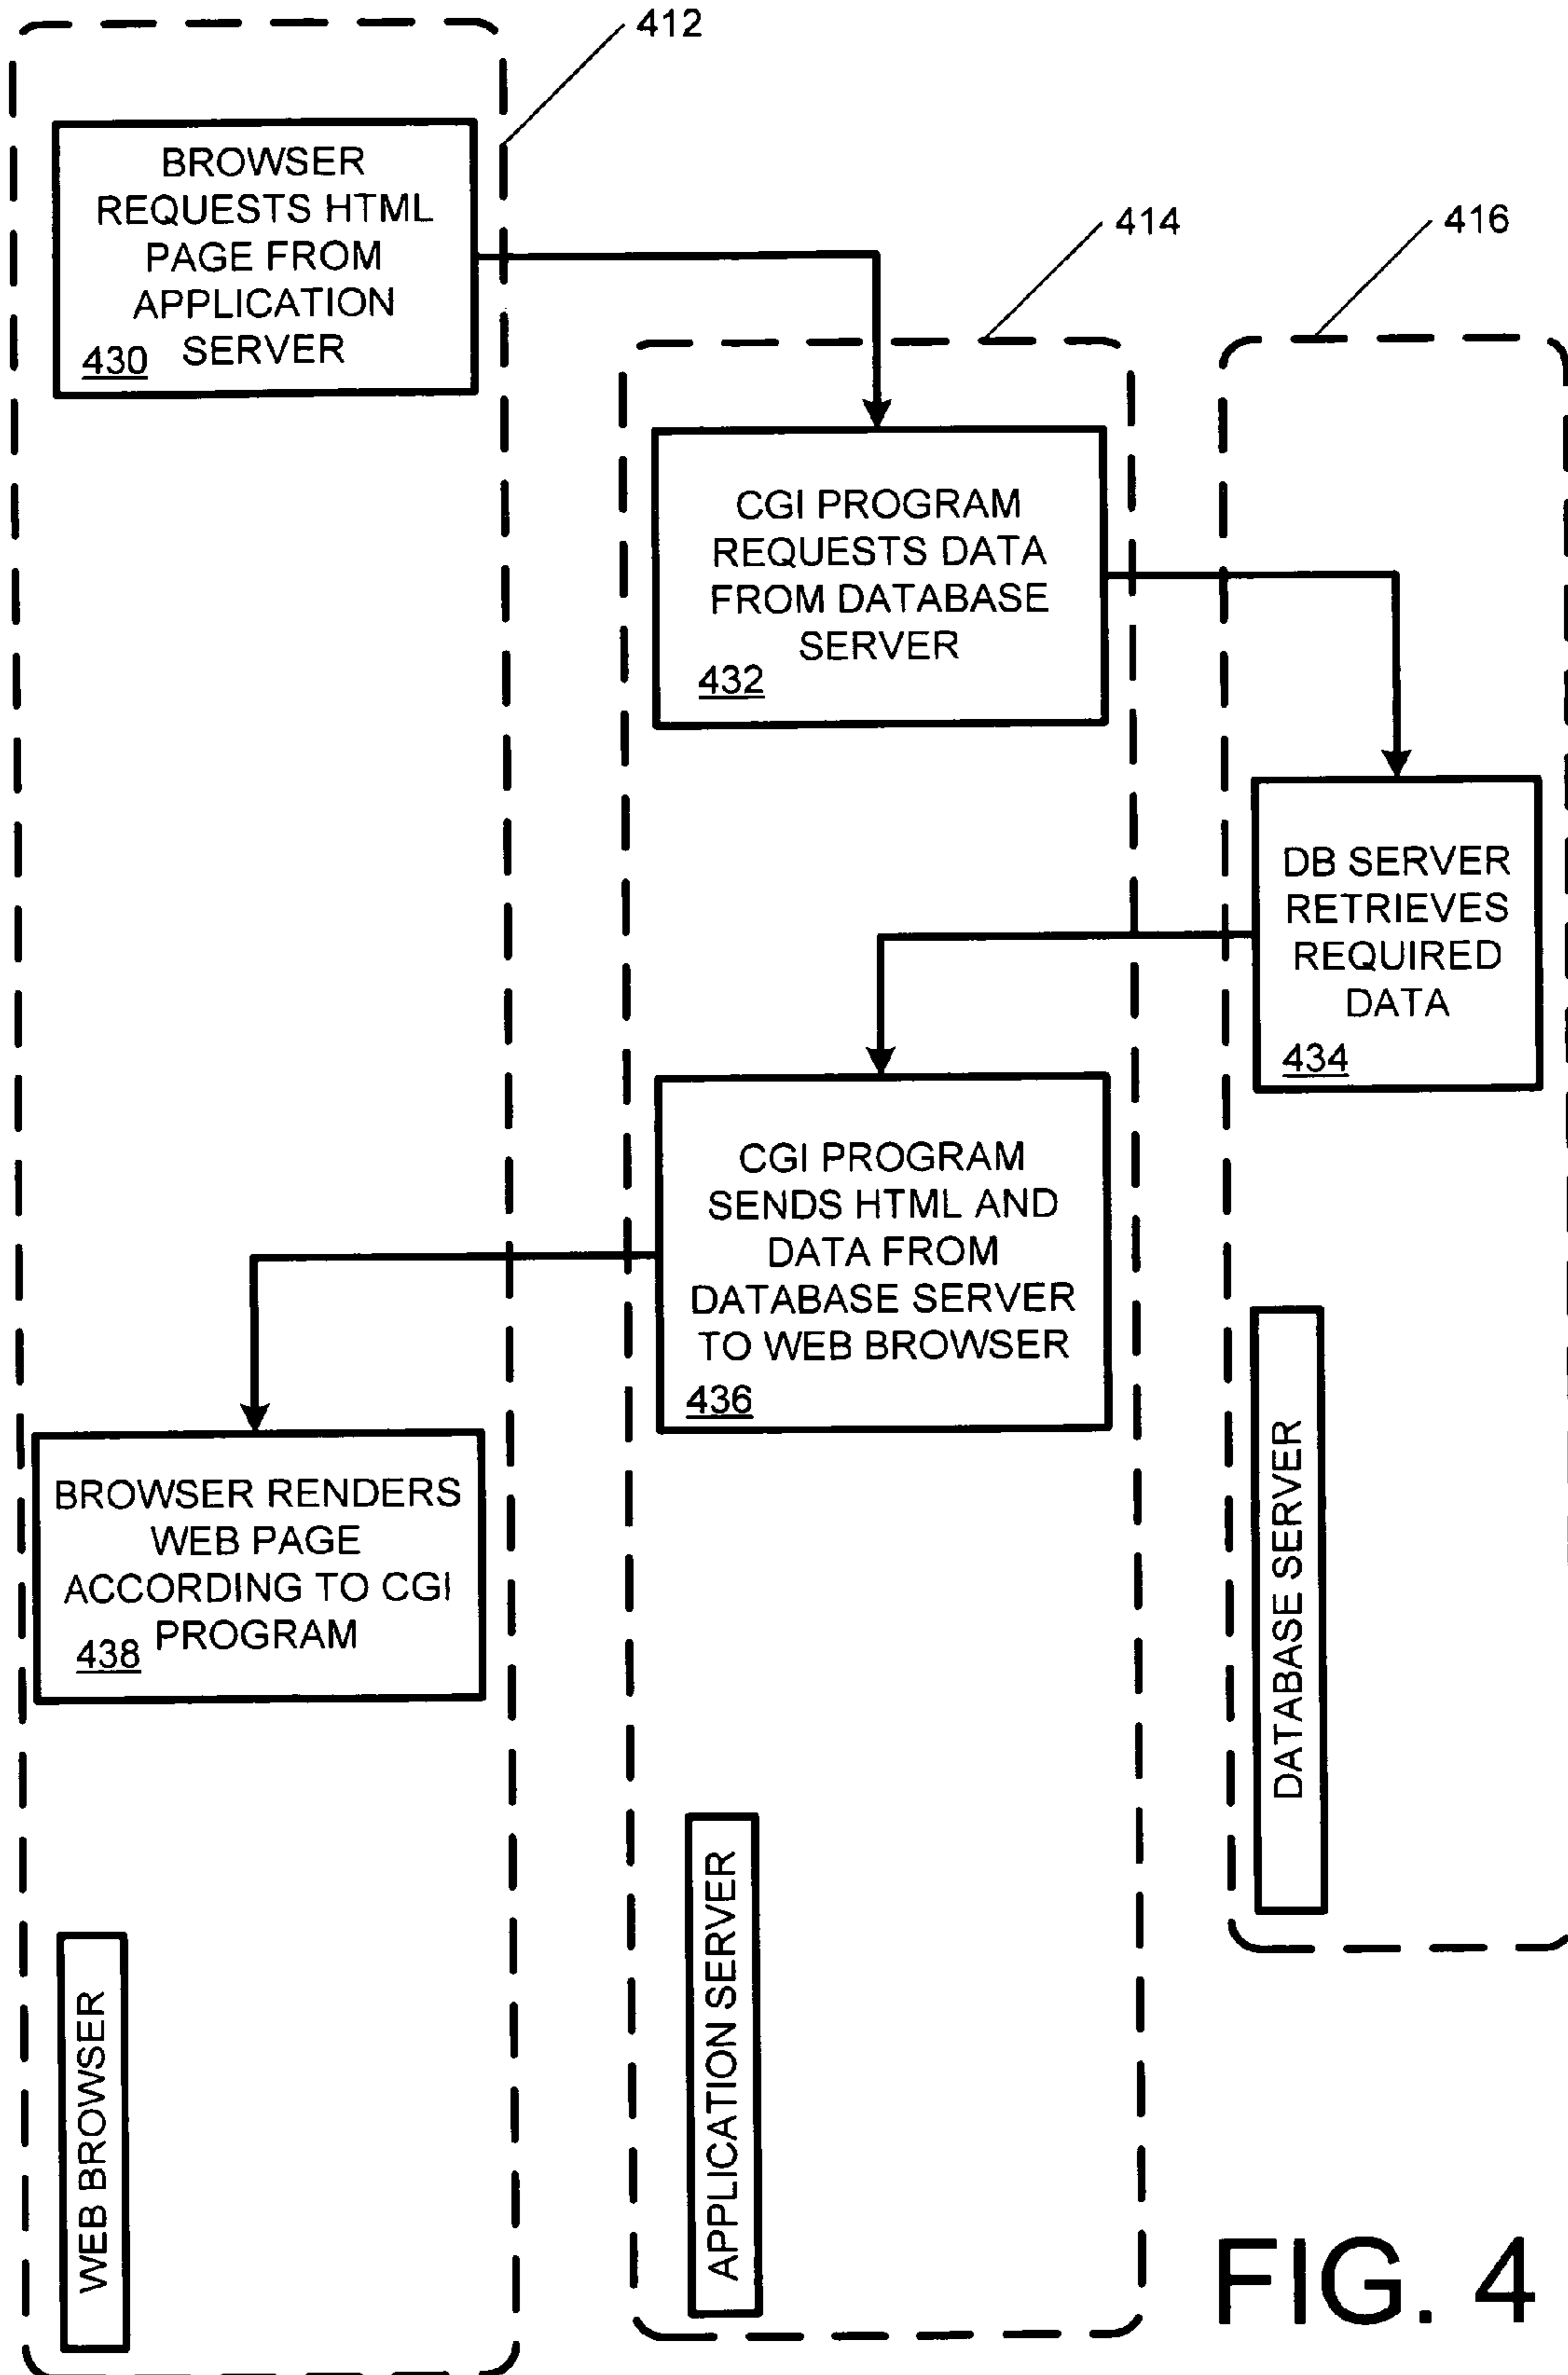 412
BROWSER
REQUESTS HTML
PAGE FROM
APPLICATION
SERVER
430
414
416
CGI PROGRAM
REQUESTS DATA
FROM DATABASE
SERVER
432
DB SERVER
RETRIEVES
REQUIRED
DATA
434
CGI PROGRAM
SENDS HTML AND
DATA FROM
DATABASE SERVER
TO WEB BROWSER
436
BROWSER RENDERS
WEB PAGE
ACCORDING TO CGI
PROGRAM
438
WEB BROWSER
APPLICATION SERVER
DATABASE SERVER
FIG. 4